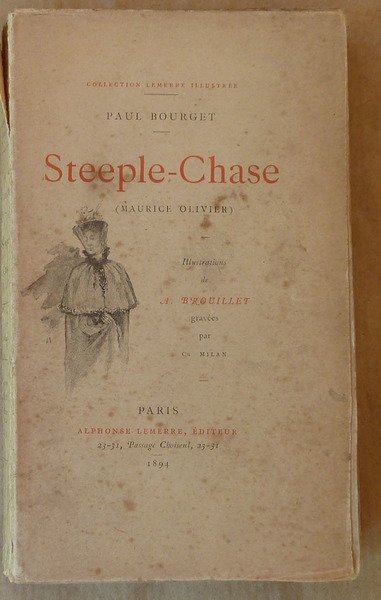 COLLECTION LEMERRE ILLUSTRÉE
PAUL BOURGET
Steeple-Chase
(MAURICE OLIVIER)
Illustrations
de
A. BROUILLET
gravées
par
CH MILAN
PARIS
ALPHONSE LEMERRE, ÉDITEUR
23-31, Passage Choiseul, 23-31
1894